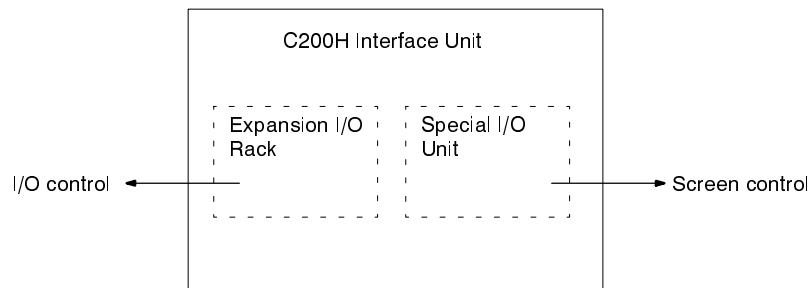 C200H Interface Unit
Expansion I/O
Rack
Special I/O
Unit
I/O control
Screen control